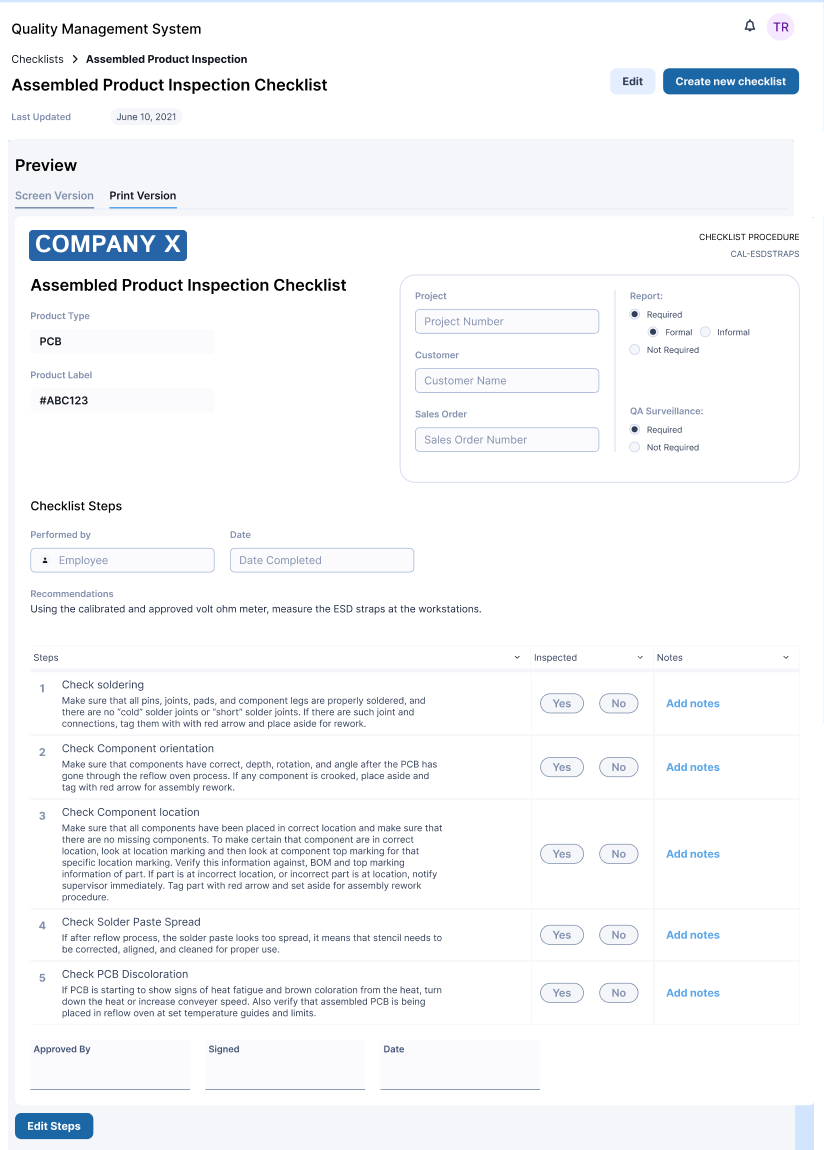 Quality Management System
TR
Checklists > Assembled Product Inspection
Assembled Product Inspection Checklist
Edit
Create new checklist
Last Updated
June 10, 2021
Preview
Screen Version
Print Version
COMPANY X
CHECKLIST PROCEDURE
CAL-ESDSTRAPS
Assembled Product Inspection Checklist
Product Type
PCB
Product Label
#ABC123
Project
Project Number
Customer
Customer Name
Sales Order
Sales Order Number
Report:
Required
Formal
Informal
Not Required
QA Surveillance:
Required
Not Required
Checklist Steps
Performed by
Employee
Date
Date Completed
Recommendations
Using the calibrated and approved volt ohm meter, measure the ESD straps at the workstations.
Steps
Inspected
Notes
1
Check soldering
Make sure that all pins, joints, pads, and component legs are properly soldered, and
there are no “cold” solder joints or “short” solder joints. If there are such joint and
connections, tag them with with red arrow and place aside for rework.
Yes
No
Add notes
2
Check Component orientation
Make sure that components have correct, depth, rotation, and angle after the PCB has
gone through the reflow oven process. If any component is crooked, place aside and
tag with red arrow for assembly rework.
Yes
No
Add notes
3
Check Component location
Make sure that all components have been placed in correct location and make sure that
there are no missing components. To make certain that component are in correct
location, look at location marking and then look at component top marking for that
specific location marking. Verify this information against, BOM and top marking
information of part. If part is at incorrect location, or incorrect part is at location, notify
supervisor immediately. Tag part with red arrow and set aside for assembly rework
procedure.
Yes
No
Add notes
4
Check Solder Paste Spread
If after reflow process, the solder paste looks too spread, it means that stencil needs to
be corrected, aligned, and cleaned for proper use.
Yes
No
Add notes
5
Check PCB Discoloration
If PCB is starting to show signs of heat fatigue and brown coloration from the heat, turn
down the heat or increase conveyer speed. Also verify that assembled PCB is being
placed in reflow oven at set temperature guides and limits.
Yes
No
Add notes
Approved By
Signed
Date
Edit Steps